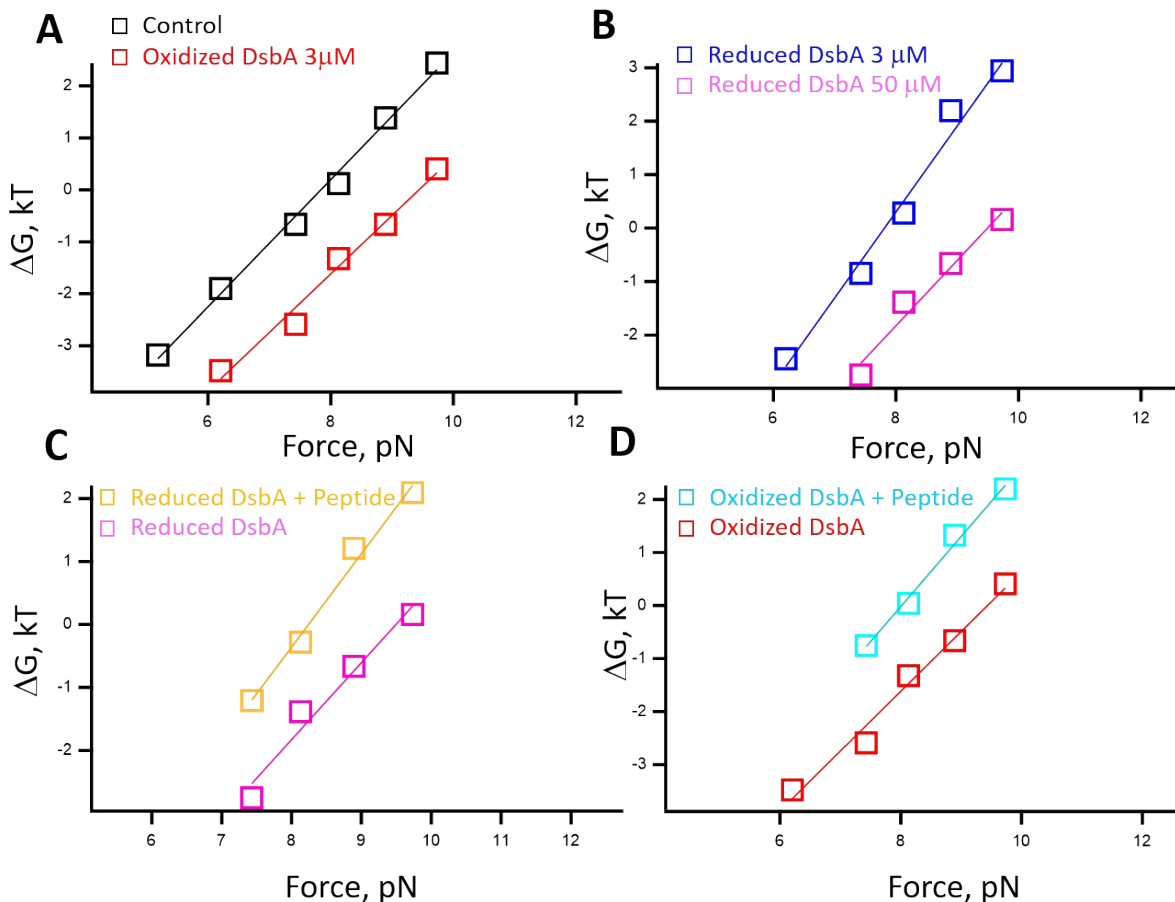 A
Control
Oxidized DsbA 3μM
2
1
0
-1
-2
-3
ΔG, kT
6
8
10
12
Force, pN
B
Reduced DsbA 3 μM
Reduced DsbA 50 μM
3
2
1
0
-1
-2
ΔG, kT
6
8
10
12
Force, pN
C
Reduced DsbA + Peptide
Reduced DsbA
2
1
0
-1
-2
ΔG, kT
6
7
8
9
10
11
12
Force, pN
D
Oxidized DsbA + Peptide
Oxidized DsbA
2
1
0
-1
-2
-3
ΔG, kT
6
8
10
12
Force, pN